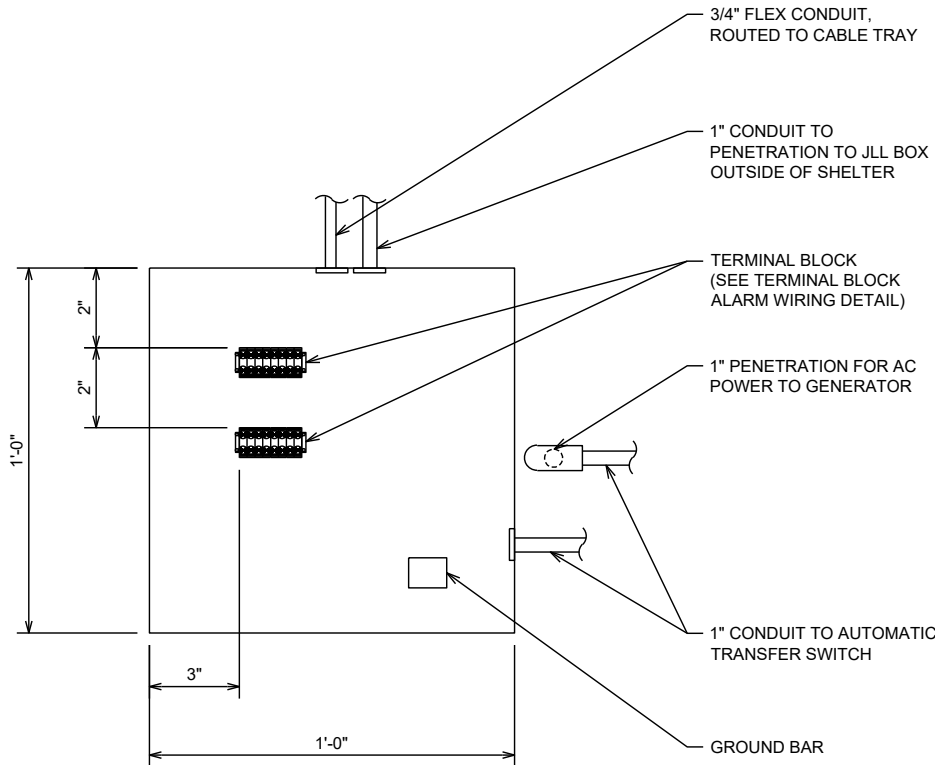 3/4" FLEX CONDUIT,
ROUTED TO CABLE TRAY
1" CONDUIT TO
PENETRATION TO JLL BOX
OUTSIDE OF SHELTER
TERMINAL BLOCK
(SEE TERMINAL BLOCK
ALARM WIRING DETAIL)
1" PENETRATION FOR AC
POWER TO GENERATOR
2"
2"
1'-0"
1" CONDUIT TO AUTOMATIC
TRANSFER SWITCH
3"
1'-0"
GROUND BAR